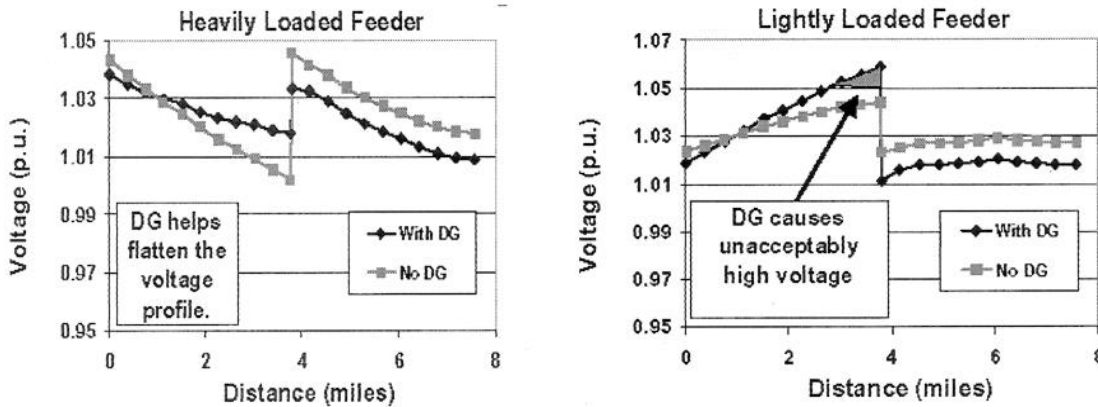 Heavily Loaded Feeder
1.05
1.03
1.01
0.99
0.97
0.95
Voltage (p.u.)
DG helps
flatten the
voltage
profile.
With DG
No DG
0
2
4
6
8
Distance (miles)
Lightly Loaded Feeder
1.07
1.05
1.03
1.01
0.99
0.97
0.95
Voltage (p.u.)
DG causes
unacceptably
high voltage
With DG
No DG
0
2
4
6
8
Distance (miles)